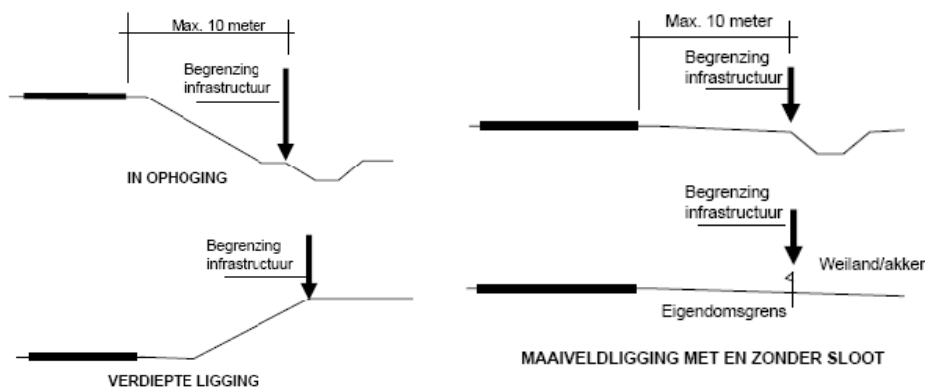 Max. 10 meter
Begrenzing
infrastructuur
IN OPHOGING
Begrenzing
infrastructuur
VERDIEPTE LIGGING
Max. 10 meter
Begrenzing
infrastructuur
Begrenzing
infrastructuur
Weiland/akker
Eigendomsgrens
MAAIVELDLIGGING MET EN ZONDER SLOOT